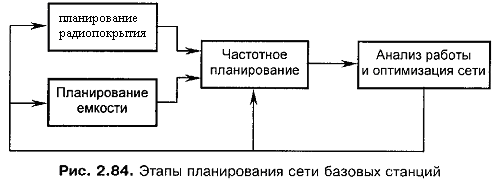 планирование
радиопокрытия
Планирование
емкости
Частотное
планирование
Анализ работы
и оптимизация сети
Рис. 2.84. Этапы планирования сети базовых станций